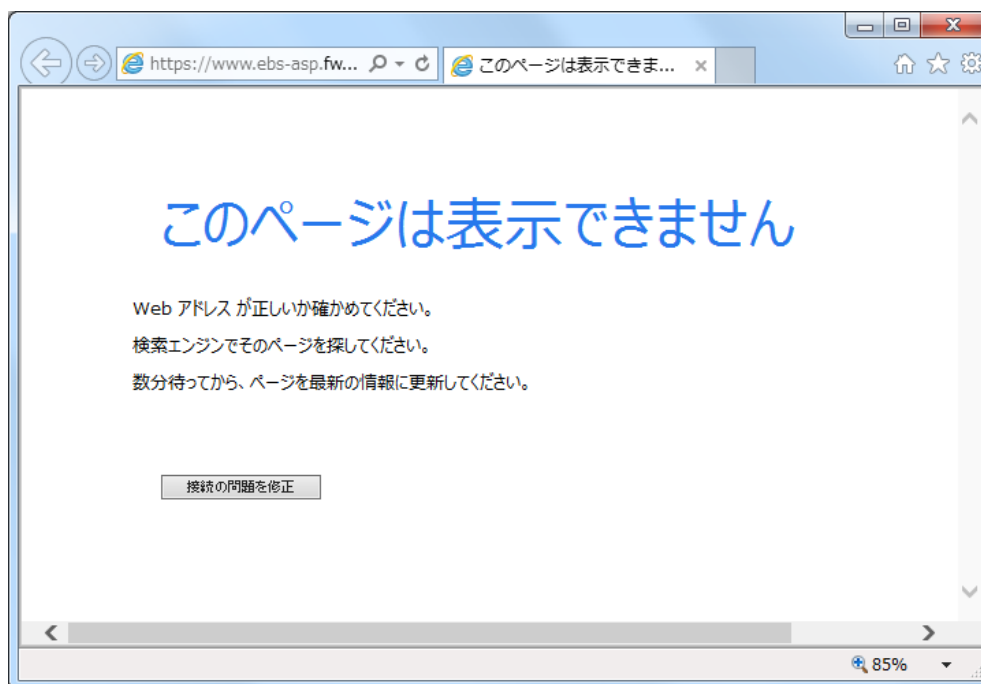 https://www.ebs-asp.fw...
このページは表示できま...
このページは表示できません
Web アドレス が正しいか確かめてください。
検索エンジンでそのページを探してください。
数分待ってから、ページを最新の情報に更新してください。
接続の問題を修正
85%